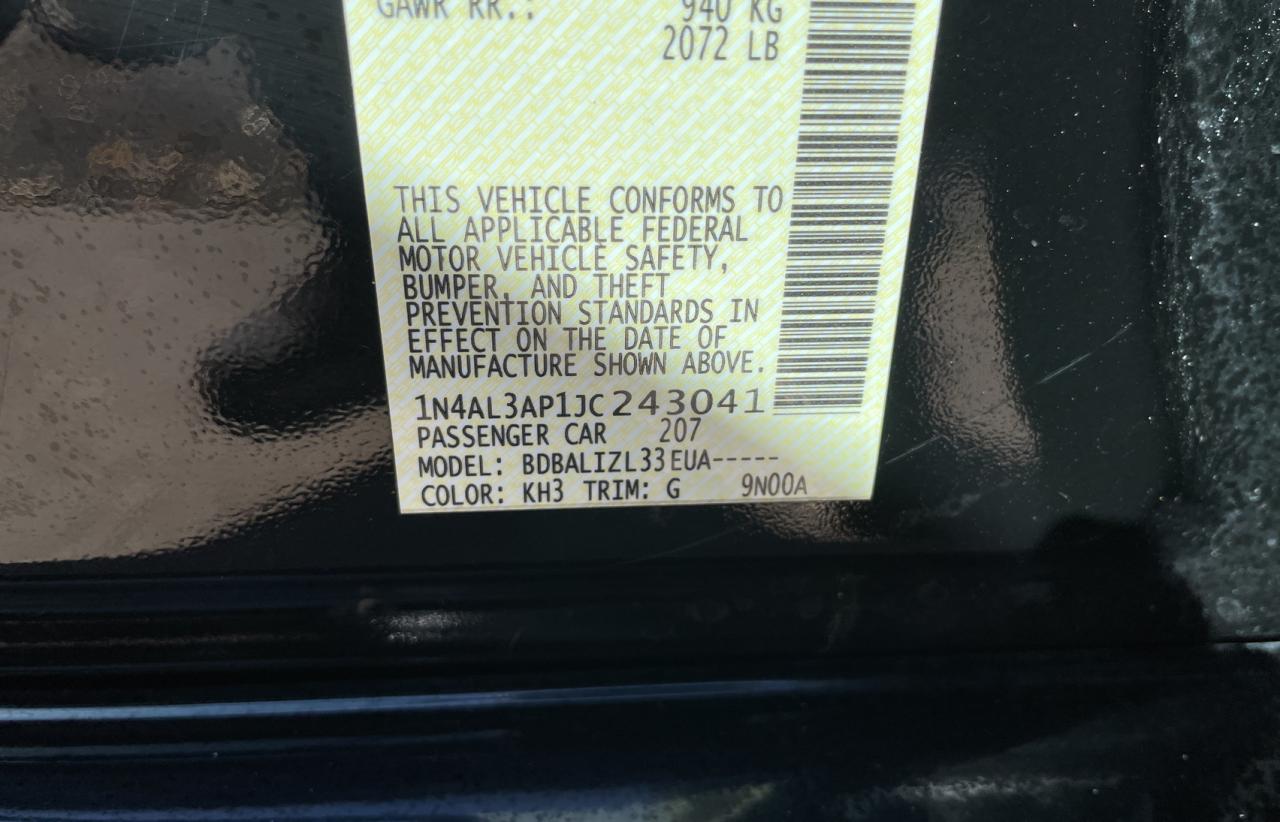 GAWR RR.: 940 KG
2072 LB
THIS VEHICLE CONFORMS TO
ALL APPLICABLE FEDERAL
MOTOR VEHICLE SAFETY,
BUMPER, AND THEFT
PREVENTION STANDARDS IN
EFFECT ON THE DATE OF
MANUFACTURE SHOWN ABOVE.
1N4AL3AP1JC243041
PASSENGER CAR 207
MODEL: BDBALIZL33EUA-----
COLOR: KH3 TRIM: G 9N00A